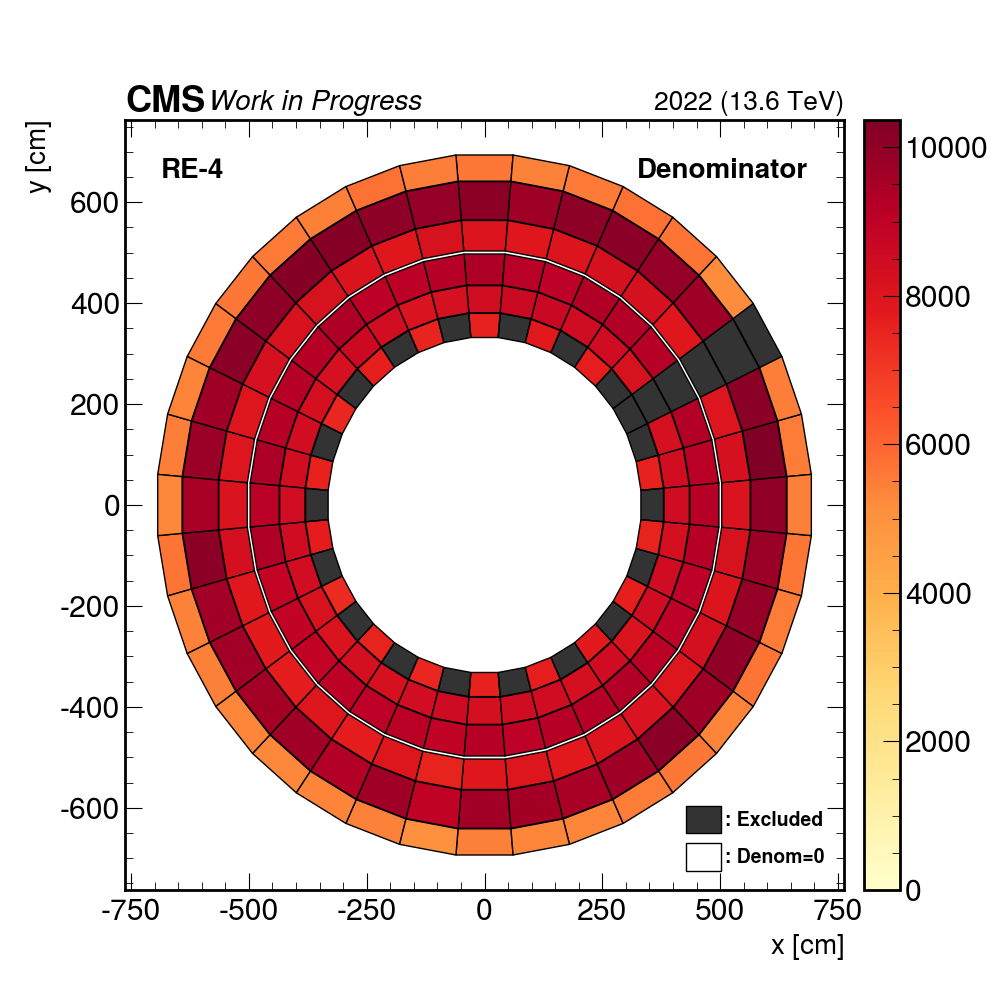 CMS Work in Progress 2022 (13.6 TeV)
y [cm]
RE-4 Denominator
600
400
200
0
-200
-400
-600
10000
8000
6000
4000
2000
0
: Excluded
: Denom=0
-750 -500 -250 0 250 500 750
x [cm]